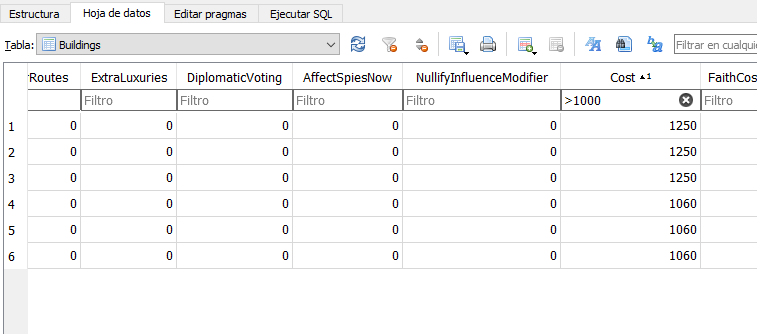 Estructura Hoja de datos Editar pragmas Ejecutar SQL
Tabla: Buildings Filtrar en cualquie
rRoutes ExtraLuxuries DiplomaticVoting AffectSpiesNow NullifyInfluenceModifier Cost 1 FaithCos
Filtro Filtro Filtro Filtro >1000 Filtro
1 0 0 0 0 0 1250
2 0 0 0 0 0 1250
3 0 0 0 0 0 1250
4 0 0 0 0 0 1060
5 0 0 0 0 0 1060
6 0 0 0 0 0 1060